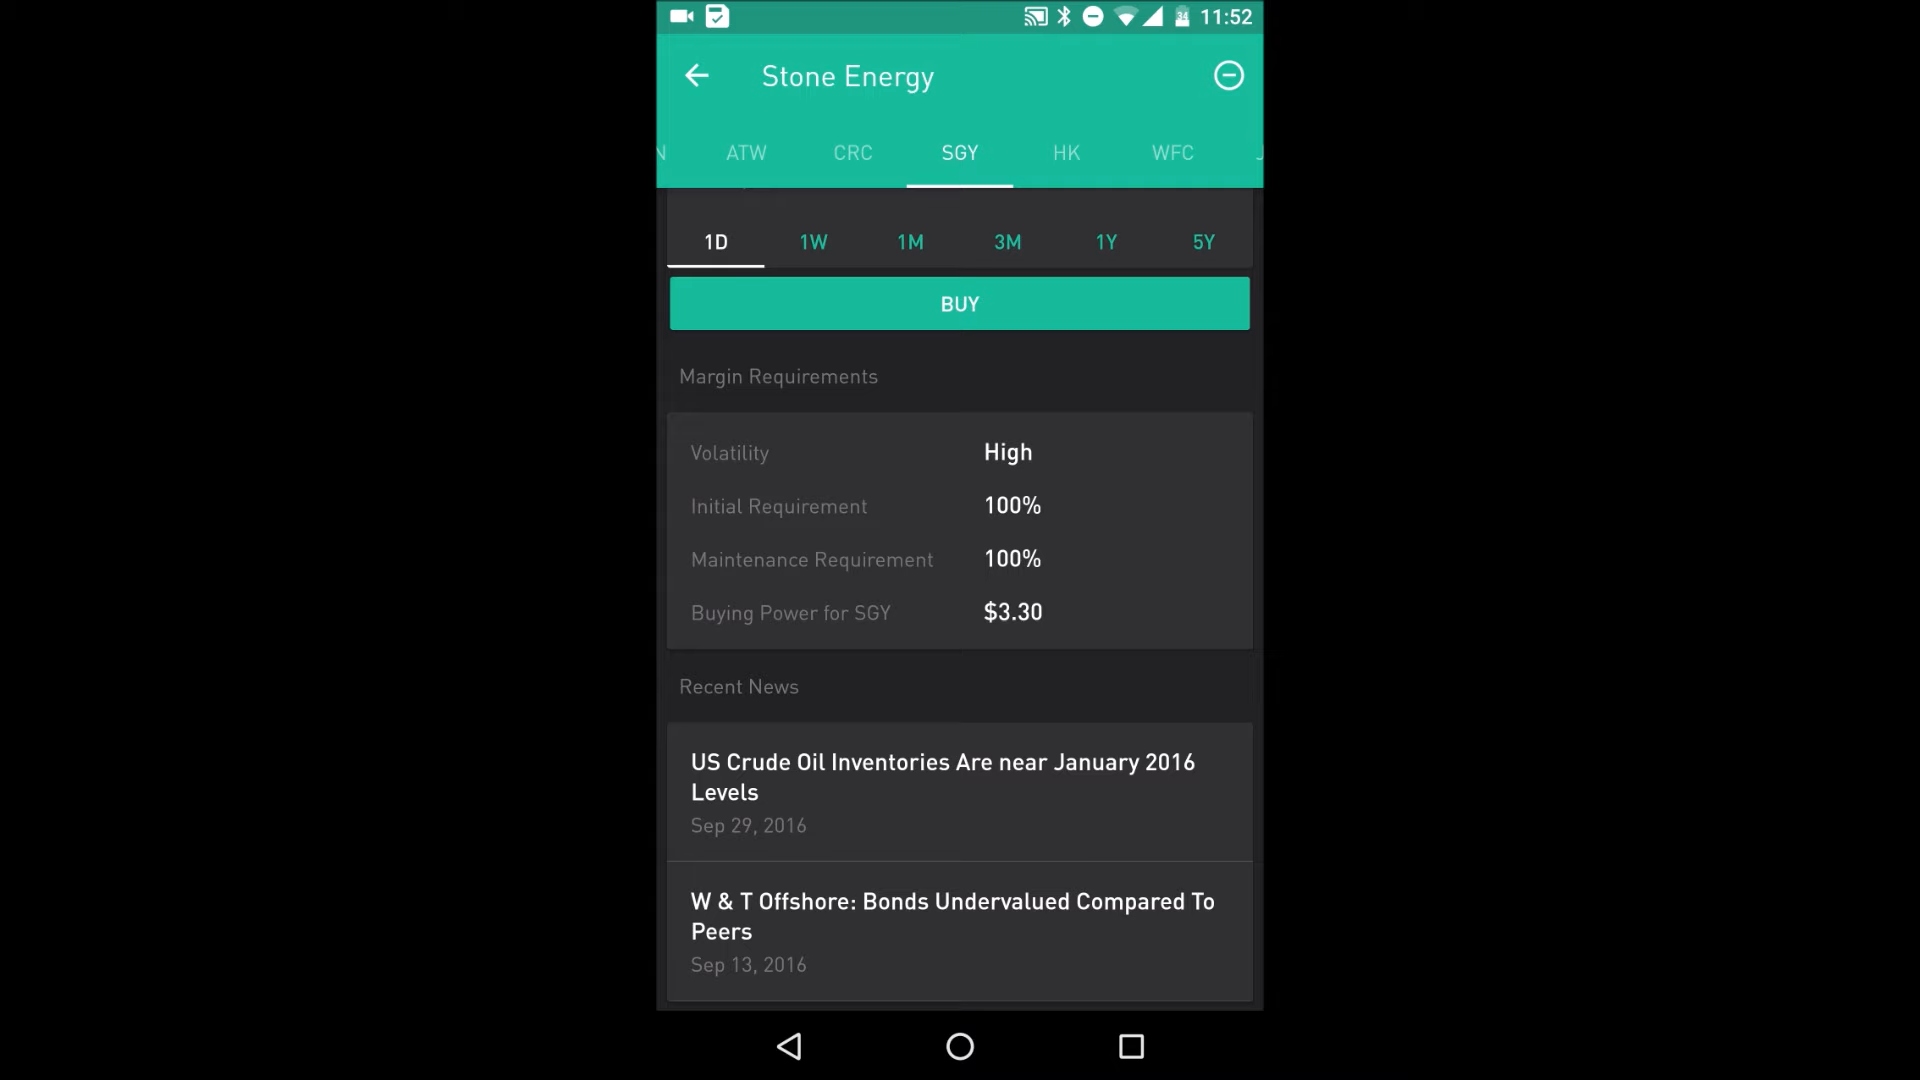 34 11:52
Stone Energy
N ATW CRC SGY HK WFC J
1D 1W 1M 3M 1Y 5Y
BUY
Margin Requirements
Volatility High
Initial Requirement 100%
Maintenance Requirement 100%
Buying Power for SGY $3.30
Recent News
US Crude Oil Inventories Are near January 2016
Levels
Sep 29, 2016
W & T Offshore: Bonds Undervalued Compared To
Peers
Sep 13, 2016